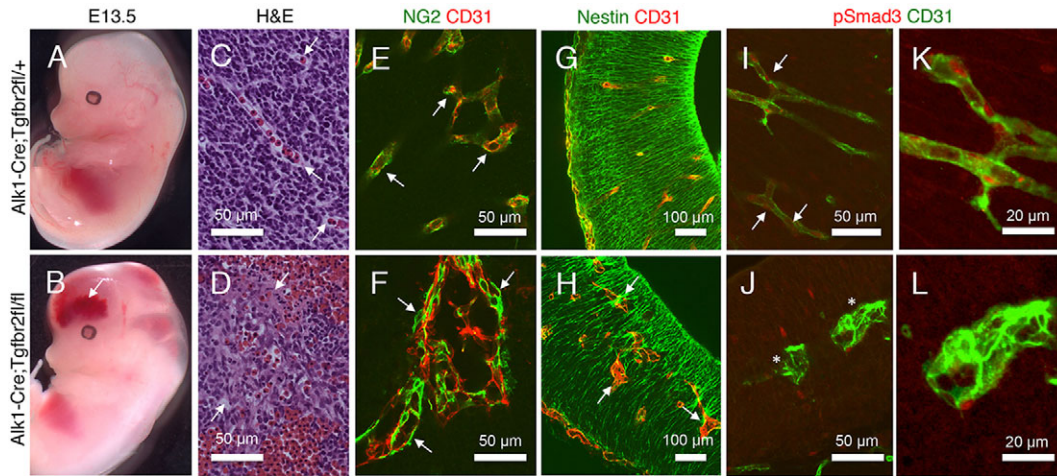 E13.5 H&E NG2 CD31 Nestin CD31 pSmad3 CD31
Alk1-Cre;Tgfbr2fl/+
A C E G I K
50 µm 50 µm 100 µm 50 µm 20 µm
Alk1-Cre;Tgfbr2fl/fl
B D F H J L
* *
50 µm 50 µm 100 µm 50 µm 20 µm